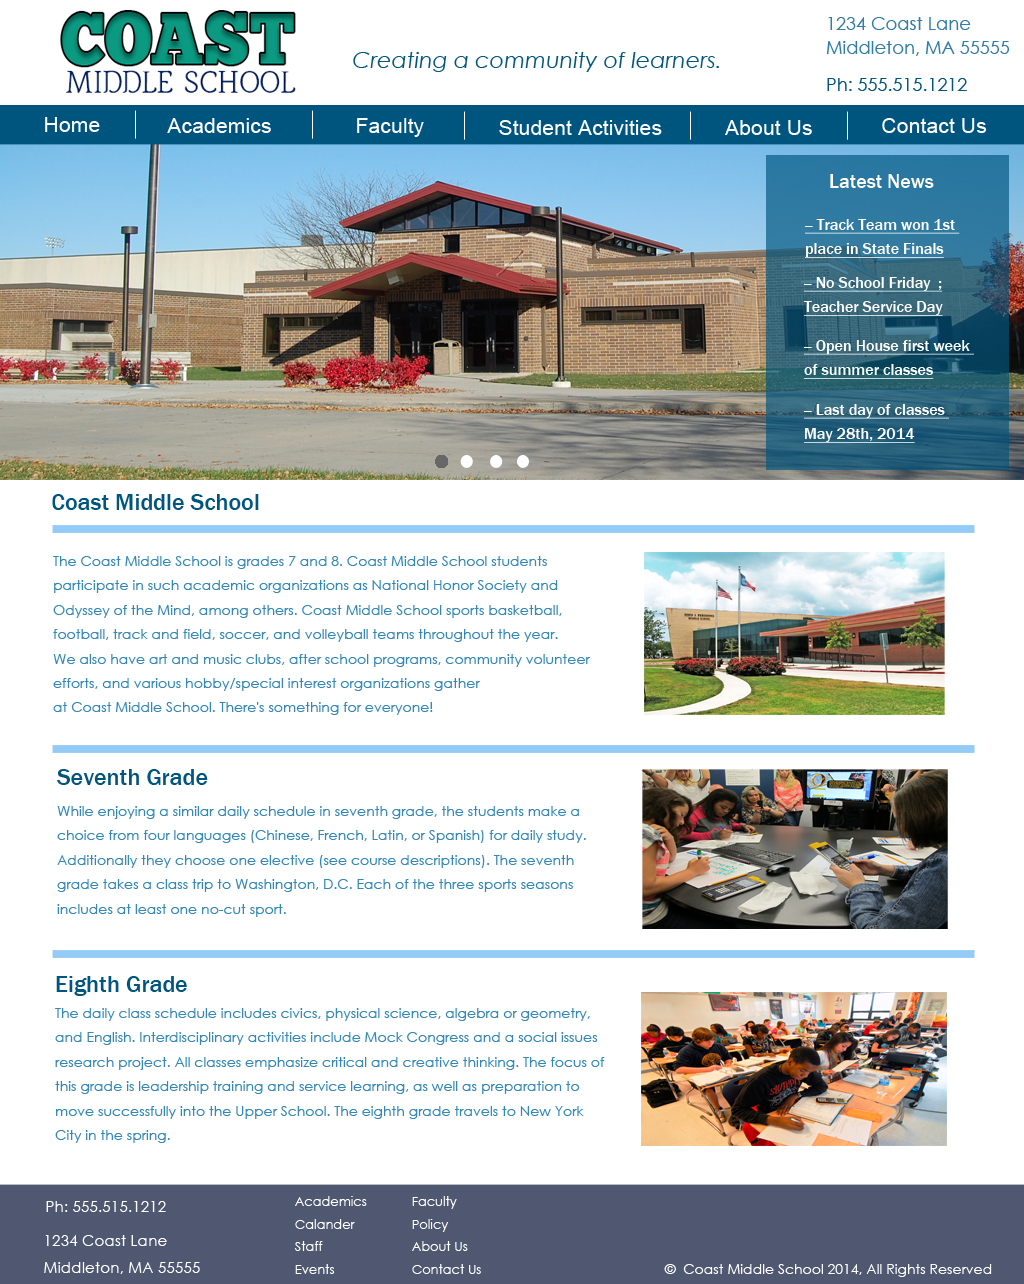 COAST
MIDDLE SCHOOL
Creating a community of learners.
1234 Coast Lane
Middleton, MA 55555
Ph: 555.515.1212
Home
Academics
Faculty
Student Activities
About Us
Contact Us
Latest News
– Track Team won 1st
place in State Finals
– No School Friday  ;
Teacher Service Day
– Open House first week
of summer classes
– Last day of classes
May 28th, 2014
Coast Middle School
The Coast Middle School is grades 7 and 8. Coast Middle School students
participate in such academic organizations as National Honor Society and
Odyssey of the Mind, among others. Coast Middle School sports basketball,
football, track and field, soccer, and volleyball teams throughout the year.
We also have art and music clubs, after school programs, community volunteer
efforts, and various hobby/special interest organizations gather
at Coast Middle School. There's something for everyone!
Seventh Grade
While enjoying a similar daily schedule in seventh grade, the students make a
choice from four languages (Chinese, French, Latin, or Spanish) for daily study.
Additionally they choose one elective (see course descriptions). The seventh
grade takes a class trip to Washington, D.C. Each of the three sports seasons
includes at least one no-cut sport.
Eighth Grade
The daily class schedule includes civics, physical science, algebra or geometry,
and English. Interdisciplinary activities include Mock Congress and a social issues
research project. All classes emphasize critical and creative thinking. The focus of
this grade is leadership training and service learning, as well as preparation to
move successfully into the Upper School. The eighth grade travels to New York
City in the spring.
Ph: 555.515.1212
1234 Coast Lane
Middleton, MA 55555
Academics
Calander
Staff
Events
Faculty
Policy
About Us
Contact Us
© Coast Middle School 2014, All Rights Reserved